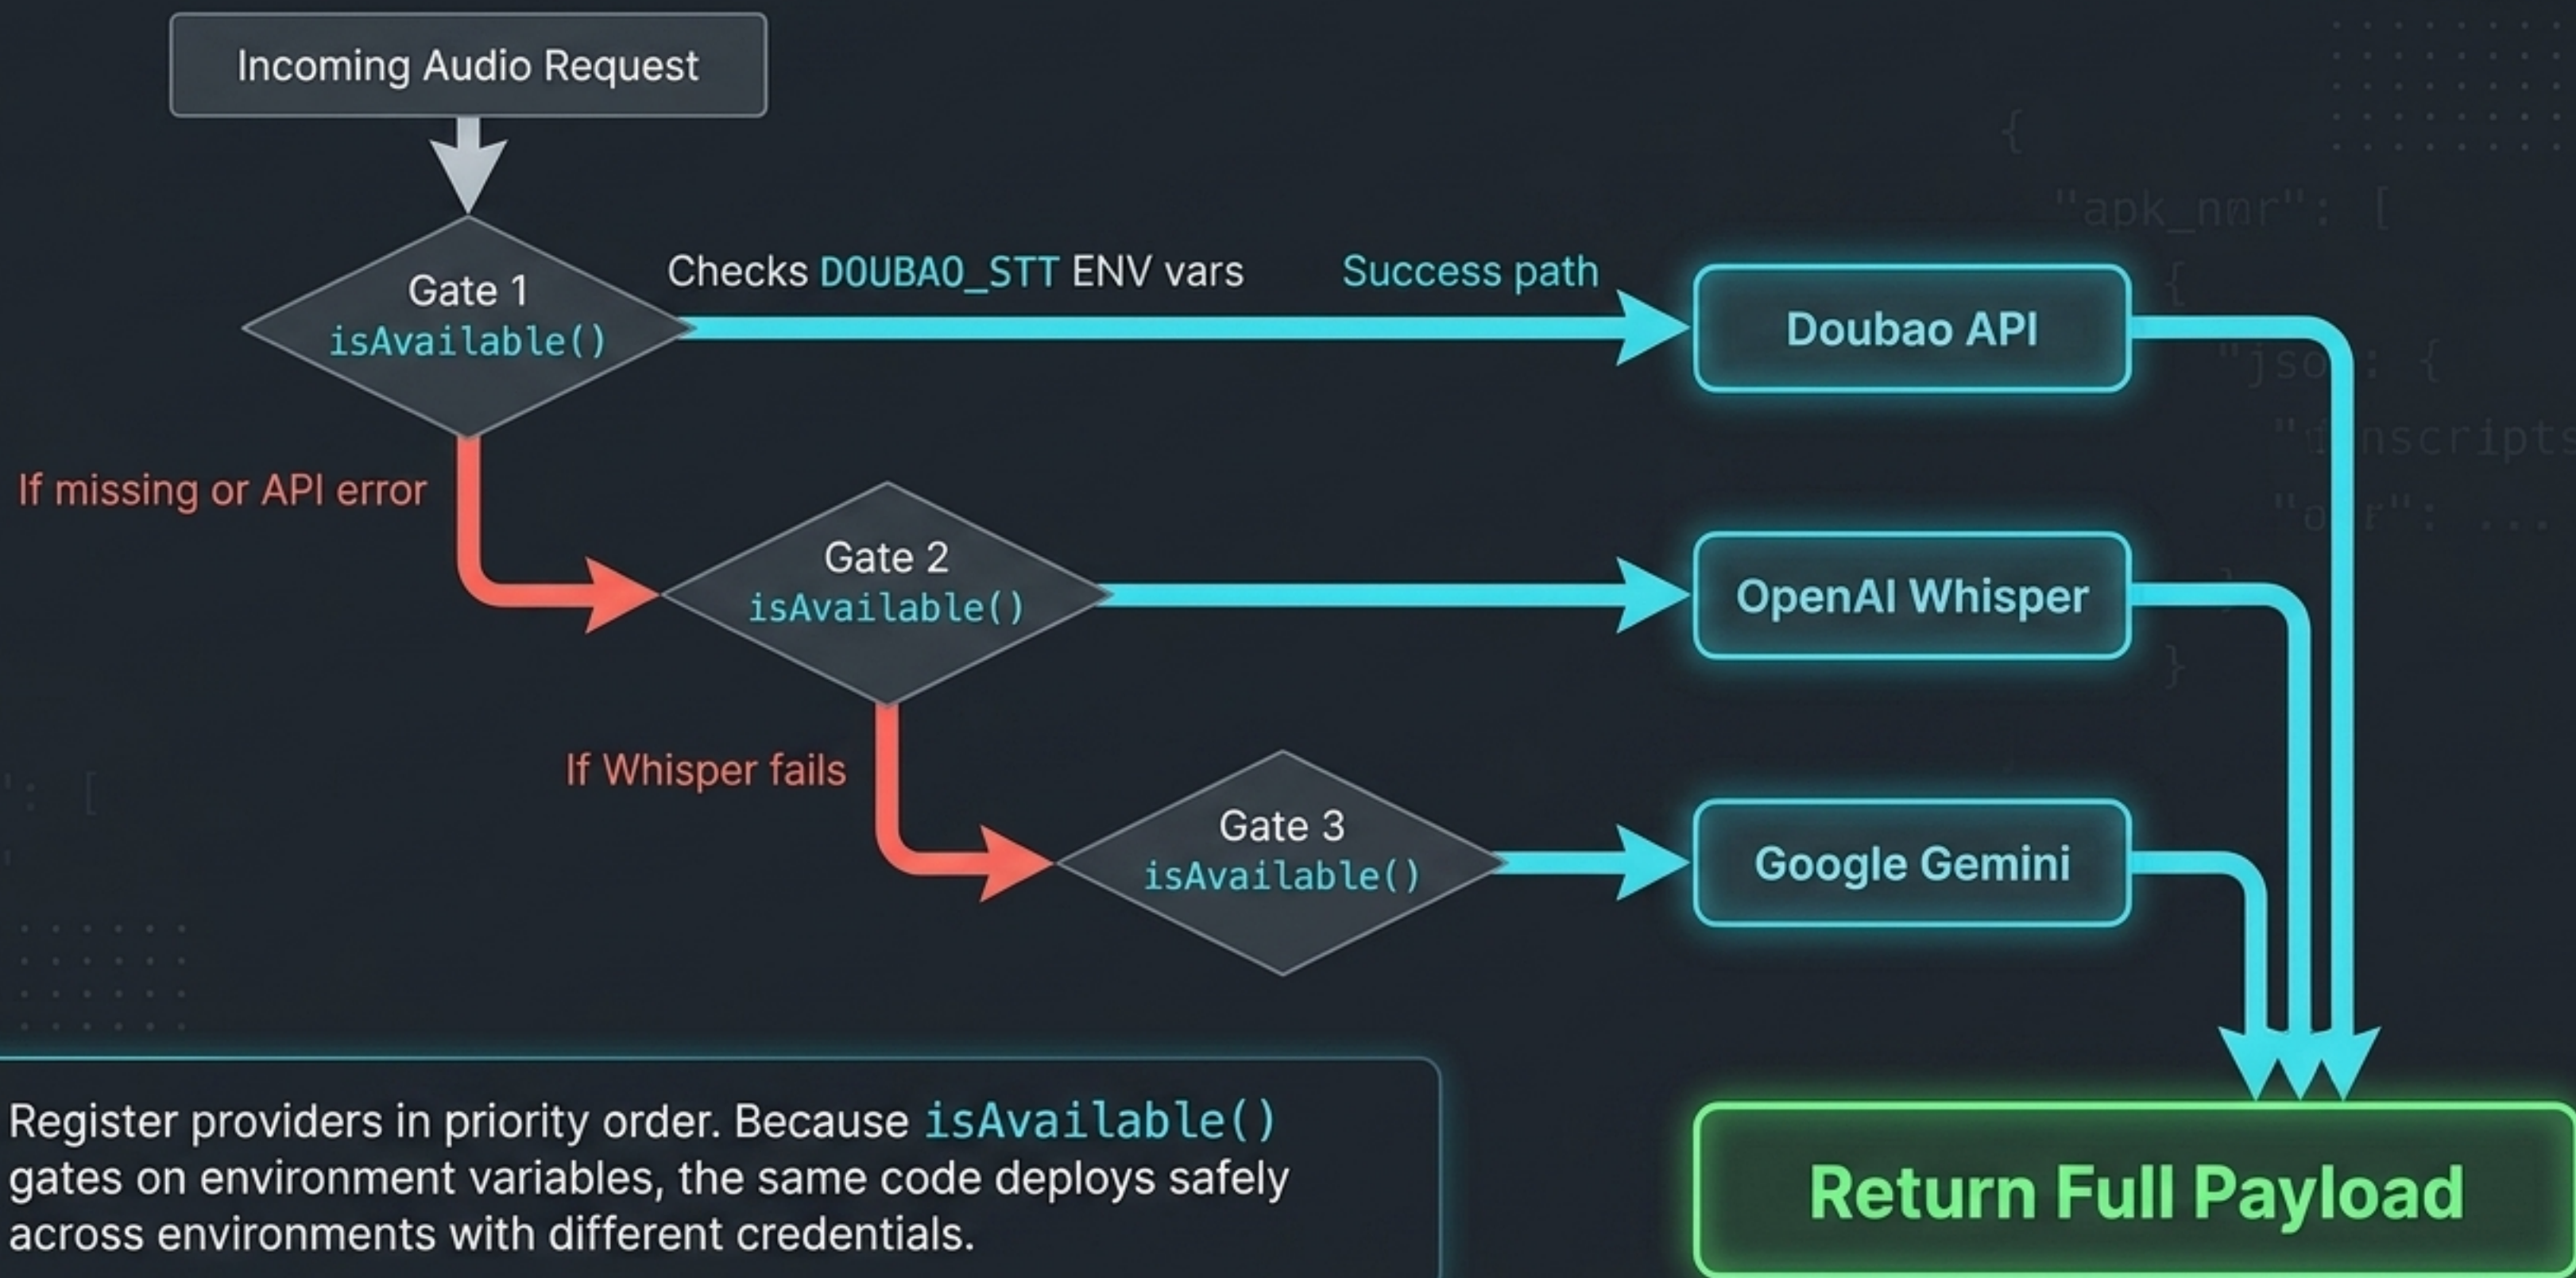 Incoming Audio Request
Gate 1
isAvailable()
Checks DOUBAO_STT ENV vars
Success path
Doubao API
If missing or API error
Gate 2
isAvailable()
OpenAI Whisper
If Whisper fails
Gate 3
isAvailable()
Google Gemini
Register providers in priority order. Because isAvailable()
gates on environment variables, the same code deploys safely
across environments with different credentials.
Return Full Payload